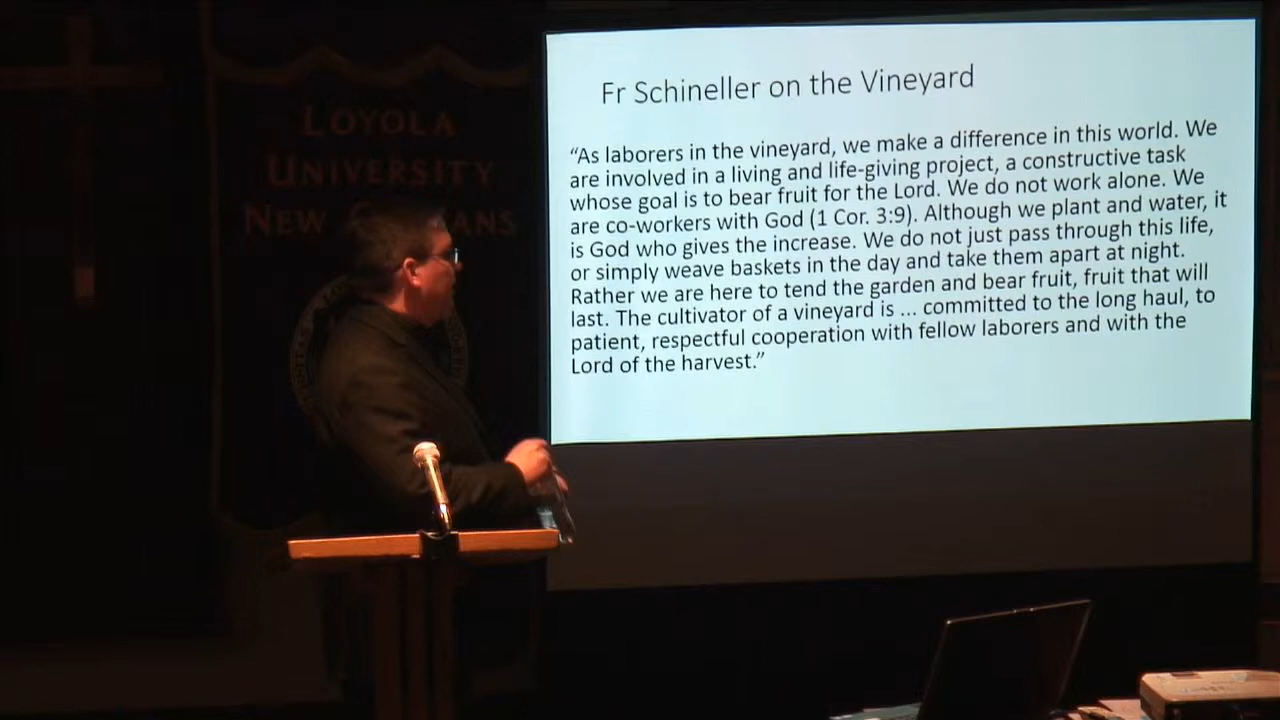 LOYOLA
UNIVERSITY
NEW
Fr Schineller on the Vineyard
“As laborers in the vineyard, we make a difference in this world. We
are involved in a living and life-giving project, a constructive task
whose goal is to bear fruit for the Lord. We do not work alone. We
are co-workers with God (1 Cor. 3:9). Although we plant and water, it
is God who gives the increase. We do not just pass through this life,
or simply weave baskets in the day and take them apart at night.
Rather we are here to tend the garden and bear fruit, fruit that will
last. The cultivator of a vineyard is ... committed to the long haul, to
patient, respectful cooperation with fellow laborers and with the
Lord of the harvest.”